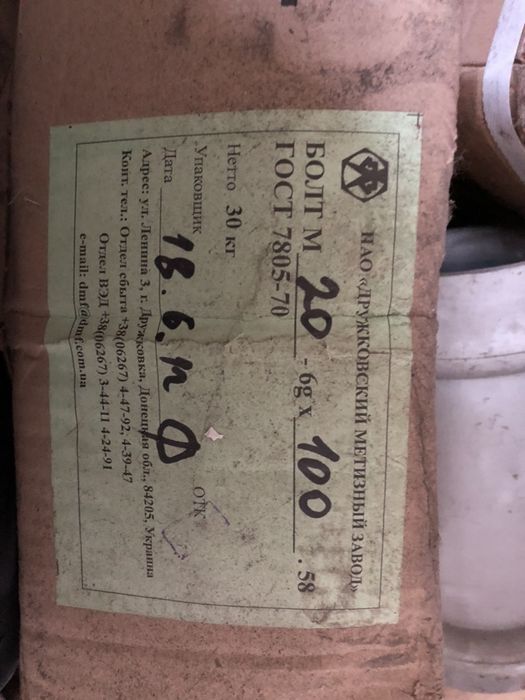 ПАО «ДРУЖКОВСКИЙ МЕТИЗНЫЙ ЗАВОД»
БОЛТ М 20 - 6g х 100 .58
ГОСТ 7805-70
Нетто 30 кг
Упаковщик ОТК
Дата 18.6.
Адрес: ул. Ленина 3, г. Дружковка, Донецкая обл., 84205, Украина
Конт. тел.: Отдел сбыта +38(06267) 4-47-92, 4-39-47
Отдел ВЭД +38(06267) 3-44-11 4-24-91
e-mail: dmf@dmf.com.ua